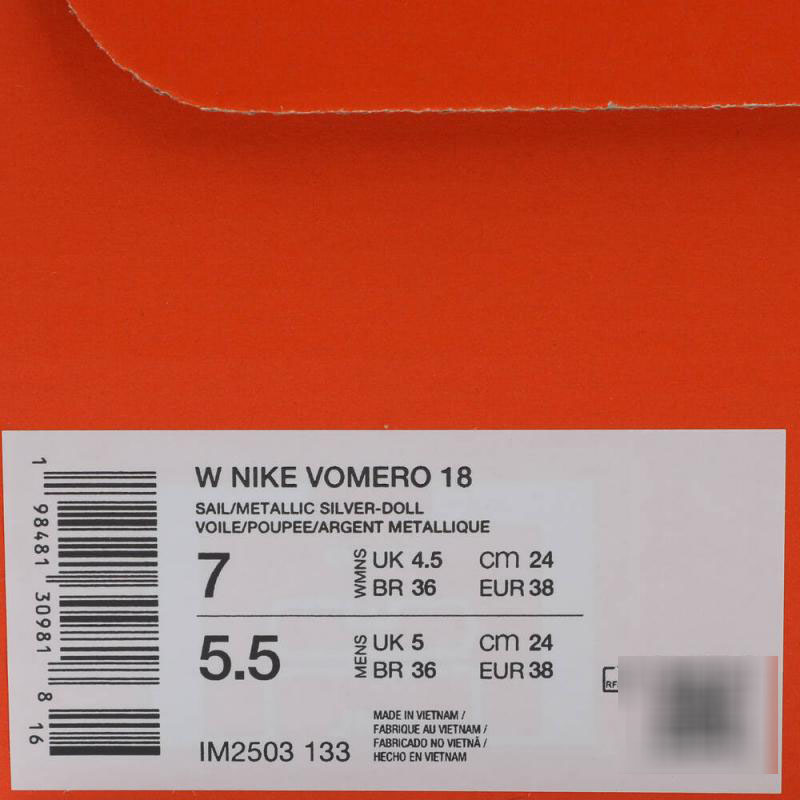 W NIKE VOMERO 18
SAIL/METALLIC SILVER-DOLL
VOILE/POUPEE/ARGENT METALLIQUE
7 WMNS UK 4.5 cm 24
BR 36 EUR 38
5.5 MENS UK 5 cm 24
BR 36 EUR 38
IM2503 133
MADE IN VIETNAM /
FABRIQUE AU VIETNAM /
FABRICADO NO VIETNÃ /
HECHO EN VIETNAM
1 98481 30981 8 16